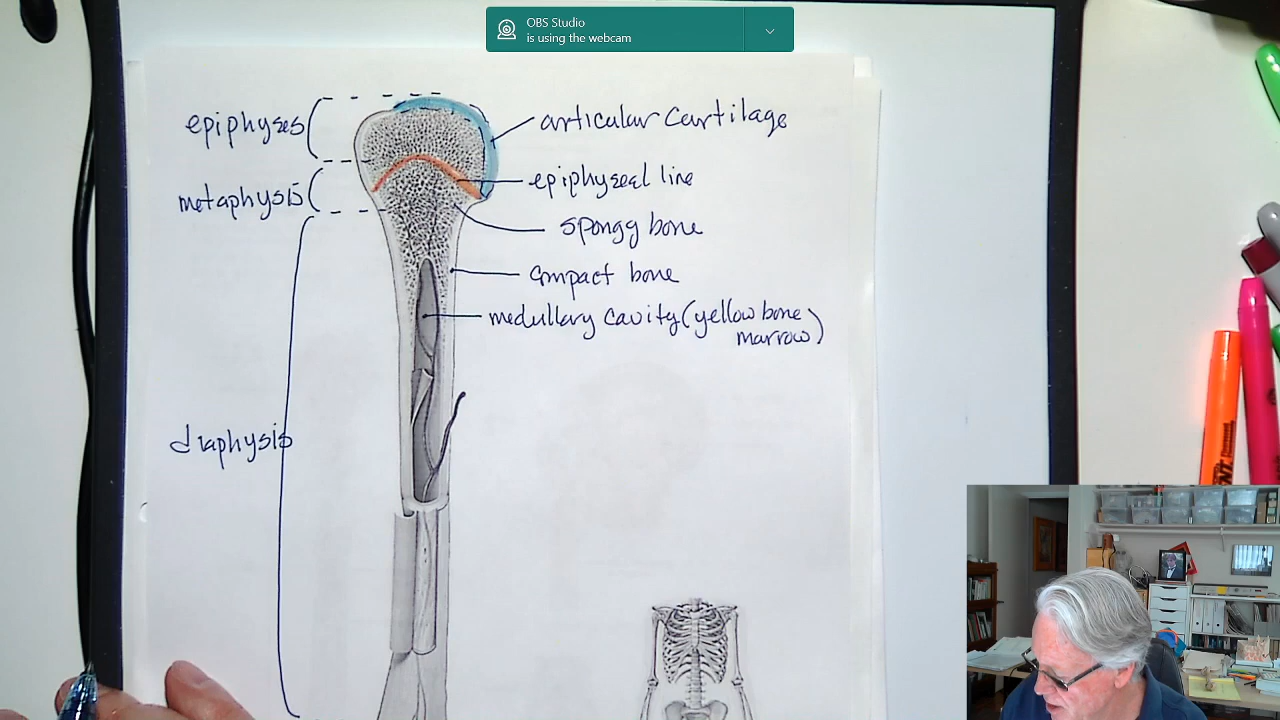 OBS Studio
is using the webcam
epiphyses
articular cartilage
metaphysis
epiphyseal line
spongy bone
compact bone
medullary cavity (yellow bone
marrow)
diaphysis